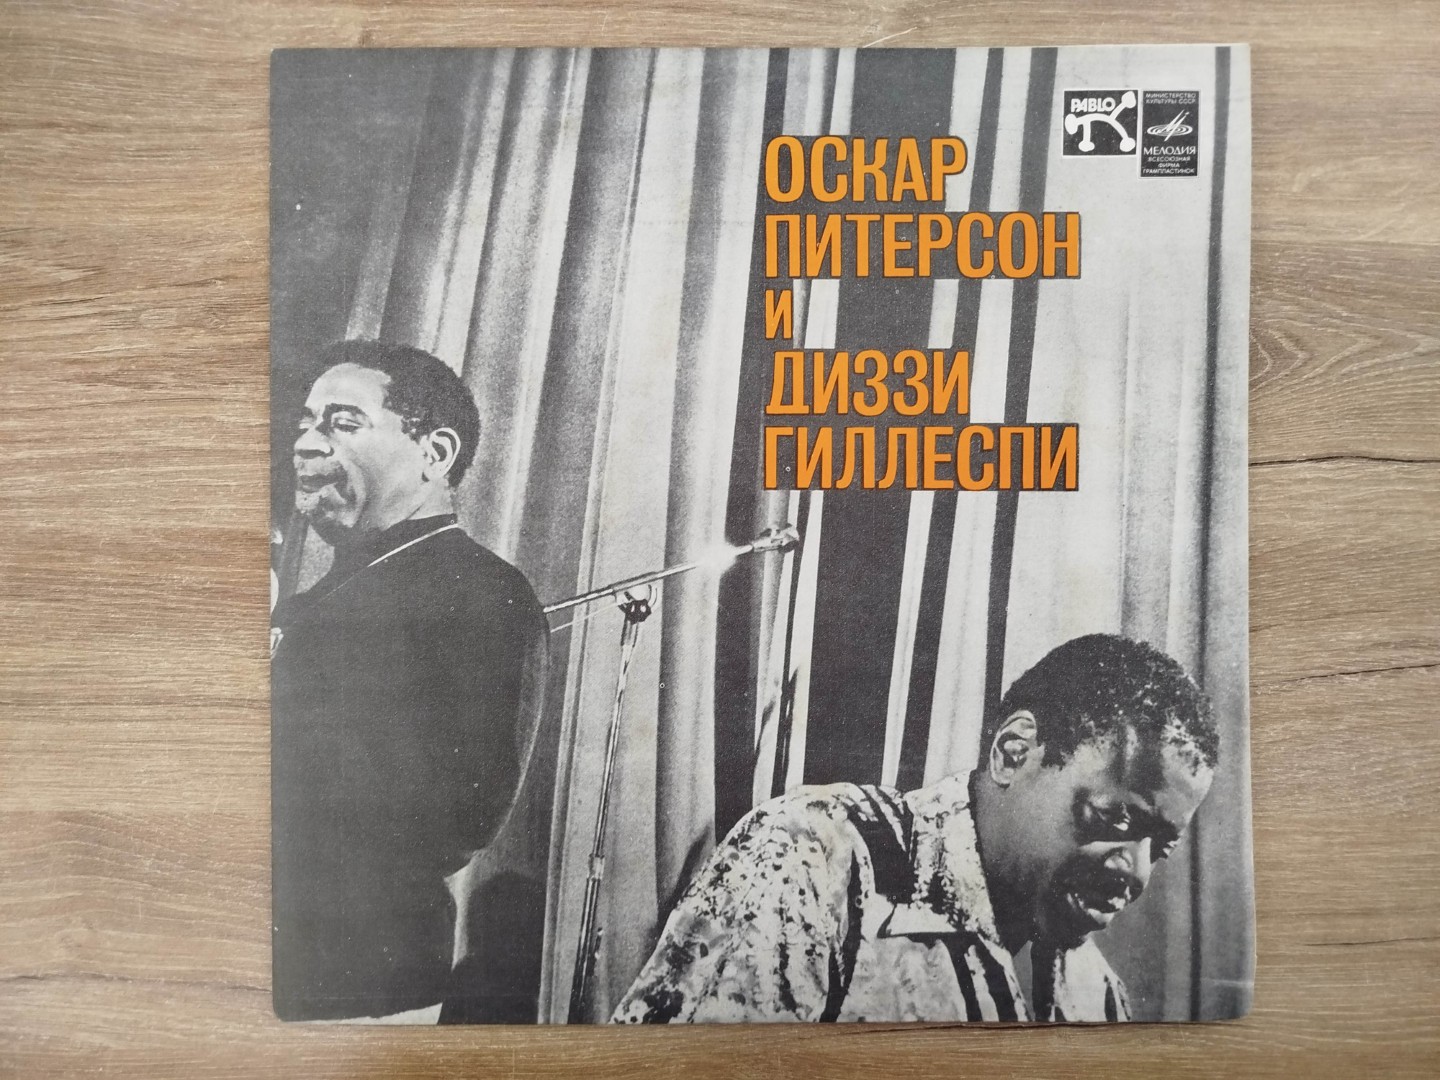 ОСКАР
ПИТЕРСОН
И
ДИЗЗИ
ГИЛЛЕСПИ
PABLO
МИНИСТЕРСТВО
КУЛЬТУРЫ СССР
МЕЛОДИЯ
ВСЕСОЮЗНАЯ
ФИРМА
ГРАМПЛАСТИНОК